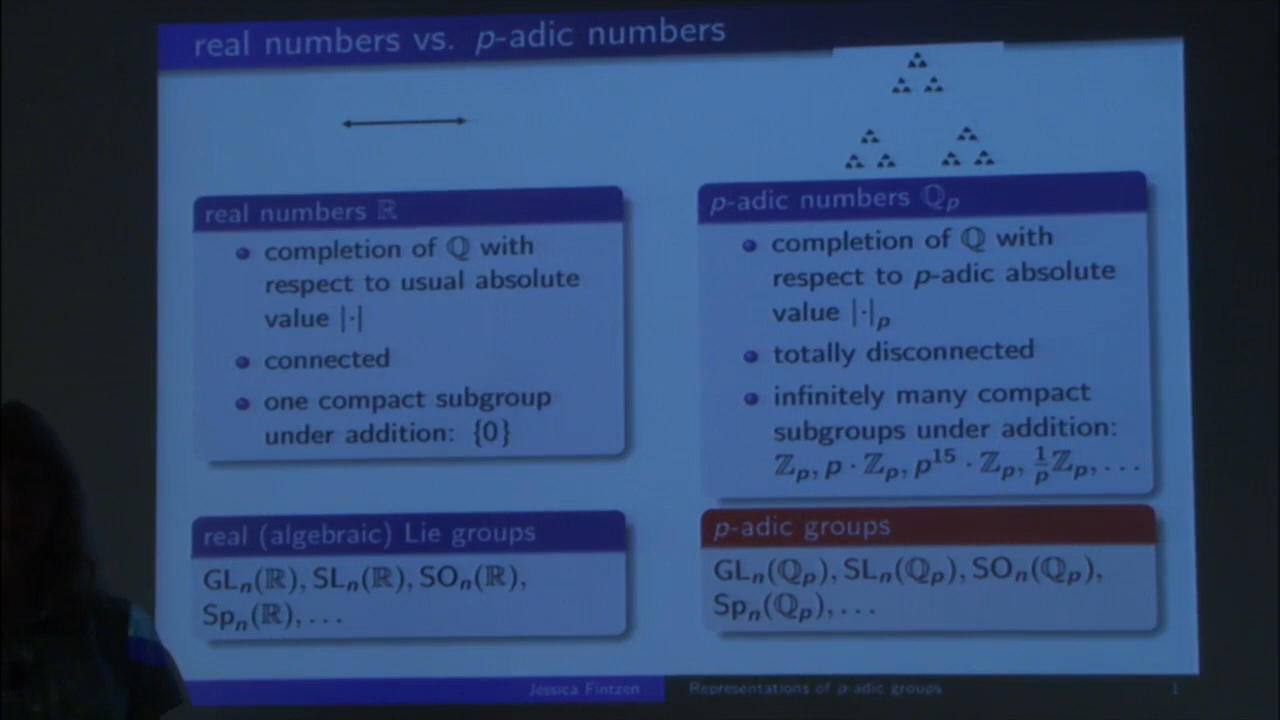 real numbers vs. p-adic numbers
real numbers ℝ
• completion of ℚ with
respect to usual absolute
value |·|
• connected
• one compact subgroup
under addition: {0}
p-adic numbers ℚₚ
• completion of ℚ with
respect to p-adic absolute
value |·|ₚ
• totally disconnected
• infinitely many compact
subgroups under addition:
ℤₚ, p · ℤₚ, p¹⁵ · ℤₚ, 1/p ℤₚ, ...
real (algebraic) Lie groups
GLₙ(ℝ), SLₙ(ℝ), SOₙ(ℝ),
Spₙ(ℝ), ...
p-adic groups
GLₙ(ℚₚ), SLₙ(ℚₚ), SOₙ(ℚₚ),
Spₙ(ℚₚ), ...
Jessica Fintzen
Representations of p-adic groups
1